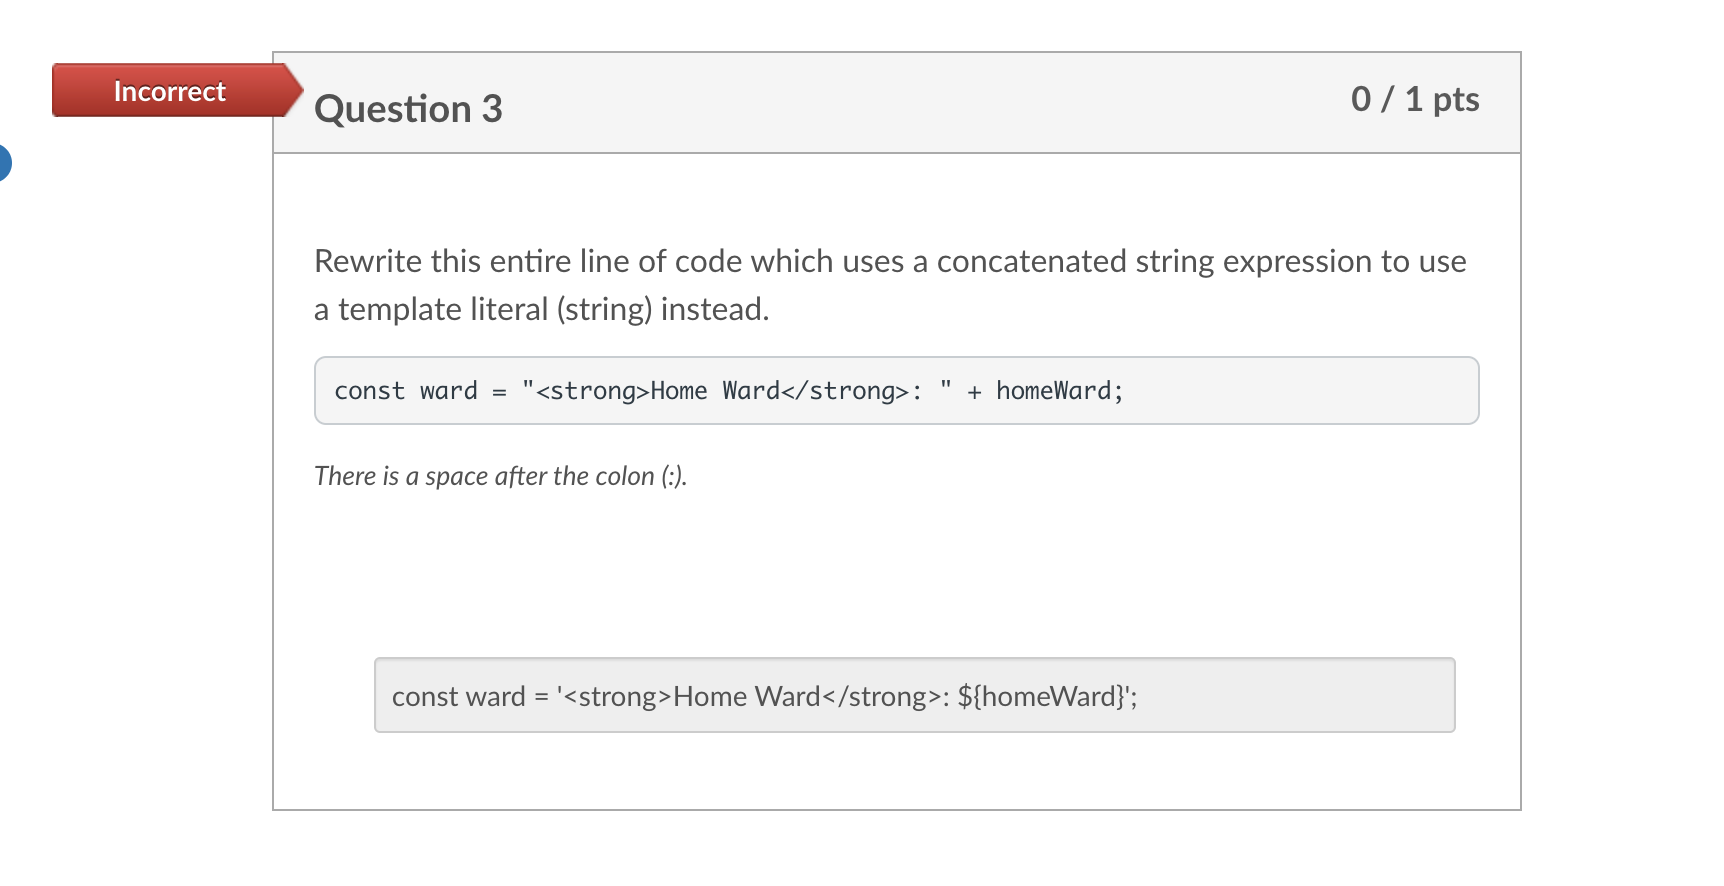 Incorrect
Question 3
0 / 1 pts
Rewrite this entire line of code which uses a concatenated string expression to use
a template literal (string) instead.
const ward = "<strong>Home Ward</strong>: " + homeWard;
There is a space after the colon (:).
const ward = '<strong>Home Ward</strong>: ${homeWard}';